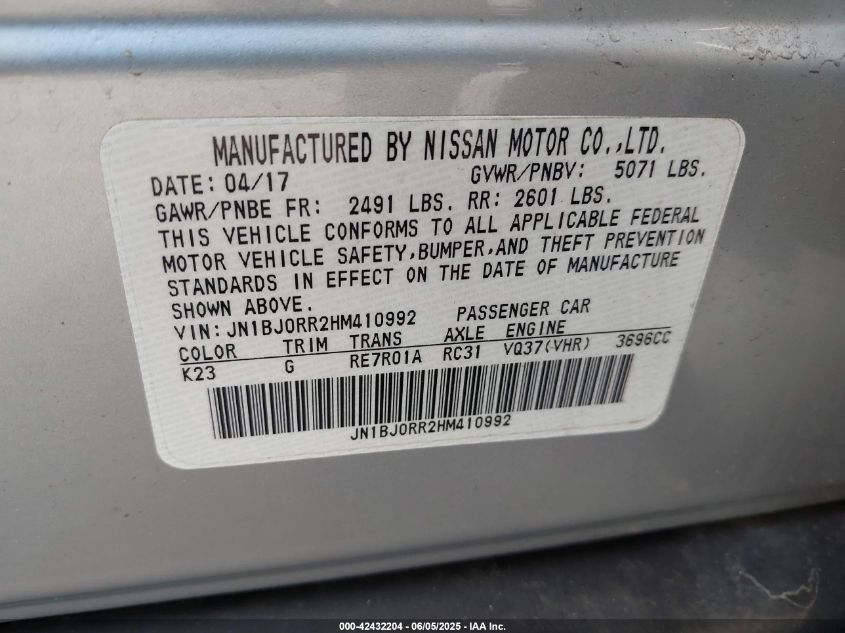 MANUFACTURED BY NISSAN MOTOR CO.,LTD.
DATE: 04/17 GVWR/PNBV: 5071 LBS.
GAWR/PNBE FR: 2491 LBS. RR: 2601 LBS.
THIS VEHICLE CONFORMS TO ALL APPLICABLE FEDERAL
MOTOR VEHICLE SAFETY,BUMPER,AND THEFT PREVENTION
STANDARDS IN EFFECT ON THE DATE OF MANUFACTURE
SHOWN ABOVE.
VIN: JN1BJ0RR2HM410992 PASSENGER CAR
COLOR TRIM TRANS AXLE ENGINE
K23 G RE7R01A RC31 VQ37(VHR) 3696CC
JN1BJ0RR2HM410992
000-42432204 | 06/05/2025 - IAA Inc.